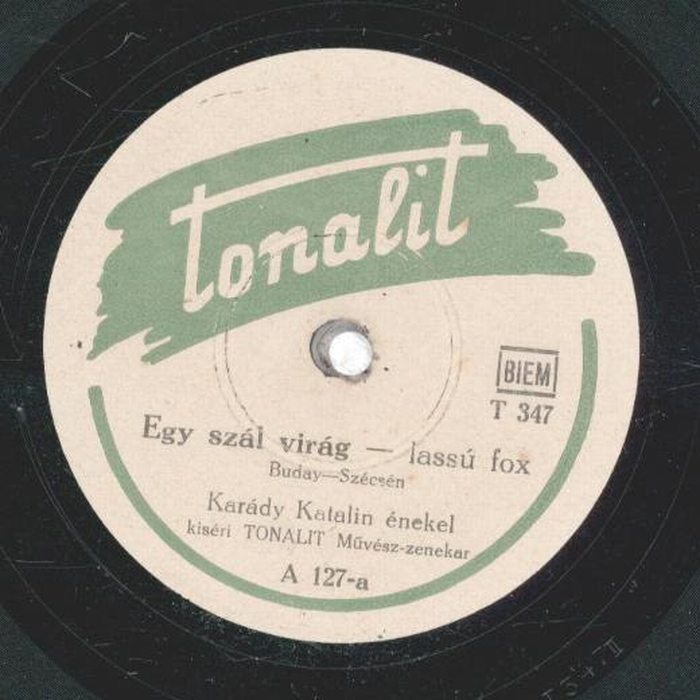 tonalit
BIEM
T 347
Egy szál virág — lassú fox
Buday—Szécsén
Karády Katalin énekel
kiséri TONALIT Művész-zenekar
A 127-a